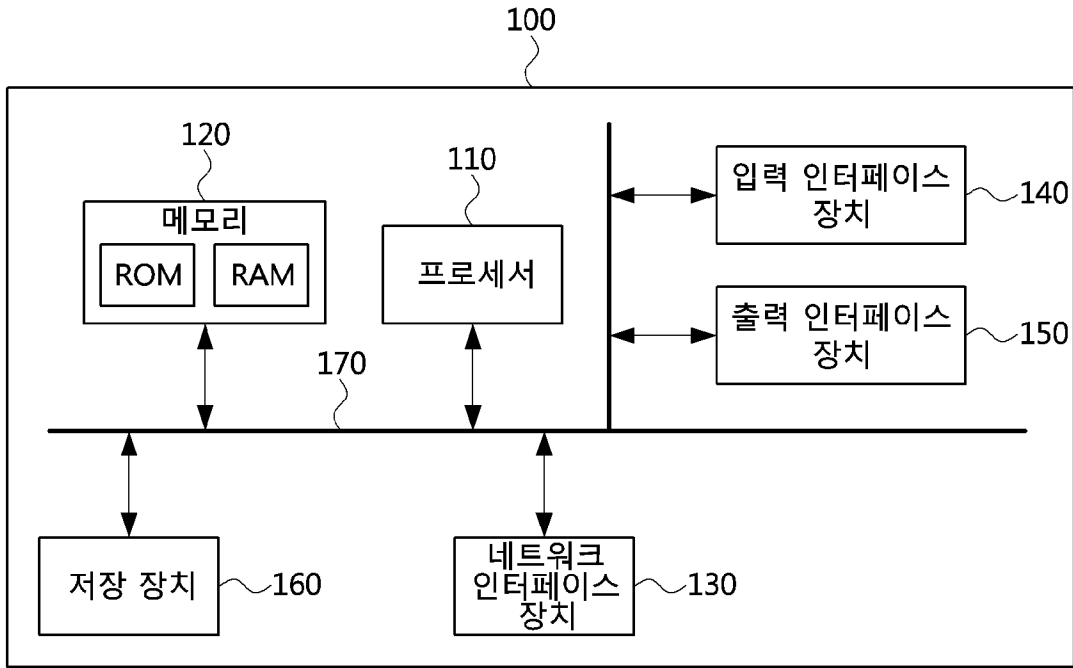 100
120
110
메모리
ROM
RAM
프로세서
입력 인터페이스
장치
140
출력 인터페이스
장치
150
170
저장 장치
160
네트워크
인터페이스
장치
130